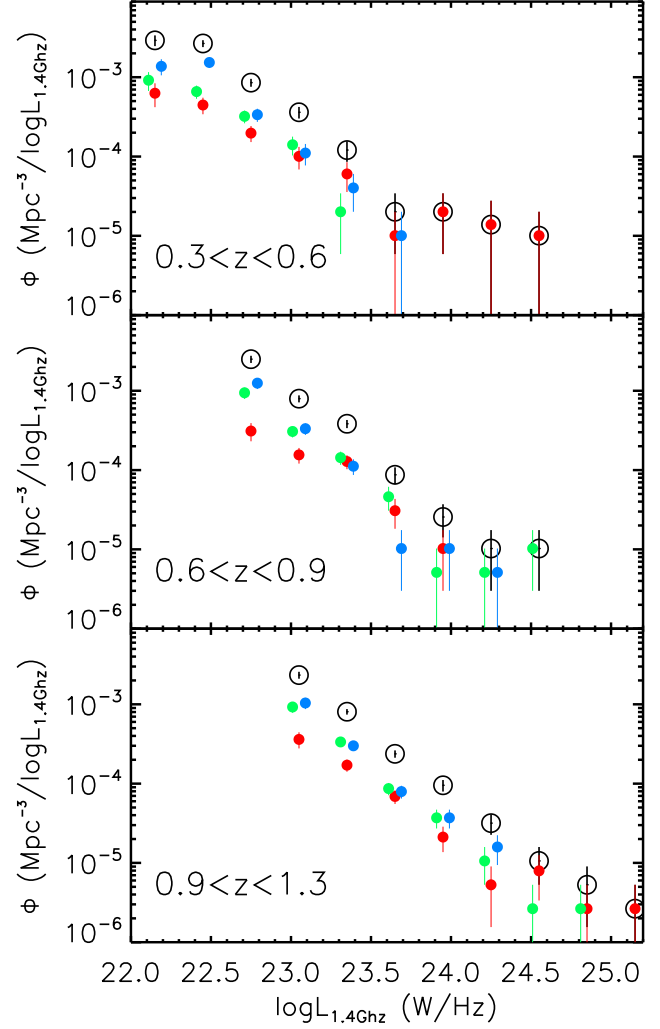 Φ (Mpc⁻³/logL₁.₄Ghz)
10⁻³
10⁻⁴
10⁻⁵
10⁻⁶
0.3<z<0.6
Φ (Mpc⁻³/logL₁.₄Ghz)
10⁻³
10⁻⁴
10⁻⁵
10⁻⁶
0.6<z<0.9
Φ (Mpc⁻³/logL₁.₄Ghz)
10⁻³
10⁻⁴
10⁻⁵
10⁻⁶
0.9<z<1.3
22.0 22.5 23.0 23.5 24.0 24.5 25.0
logL₁.₄Ghz (W/Hz)